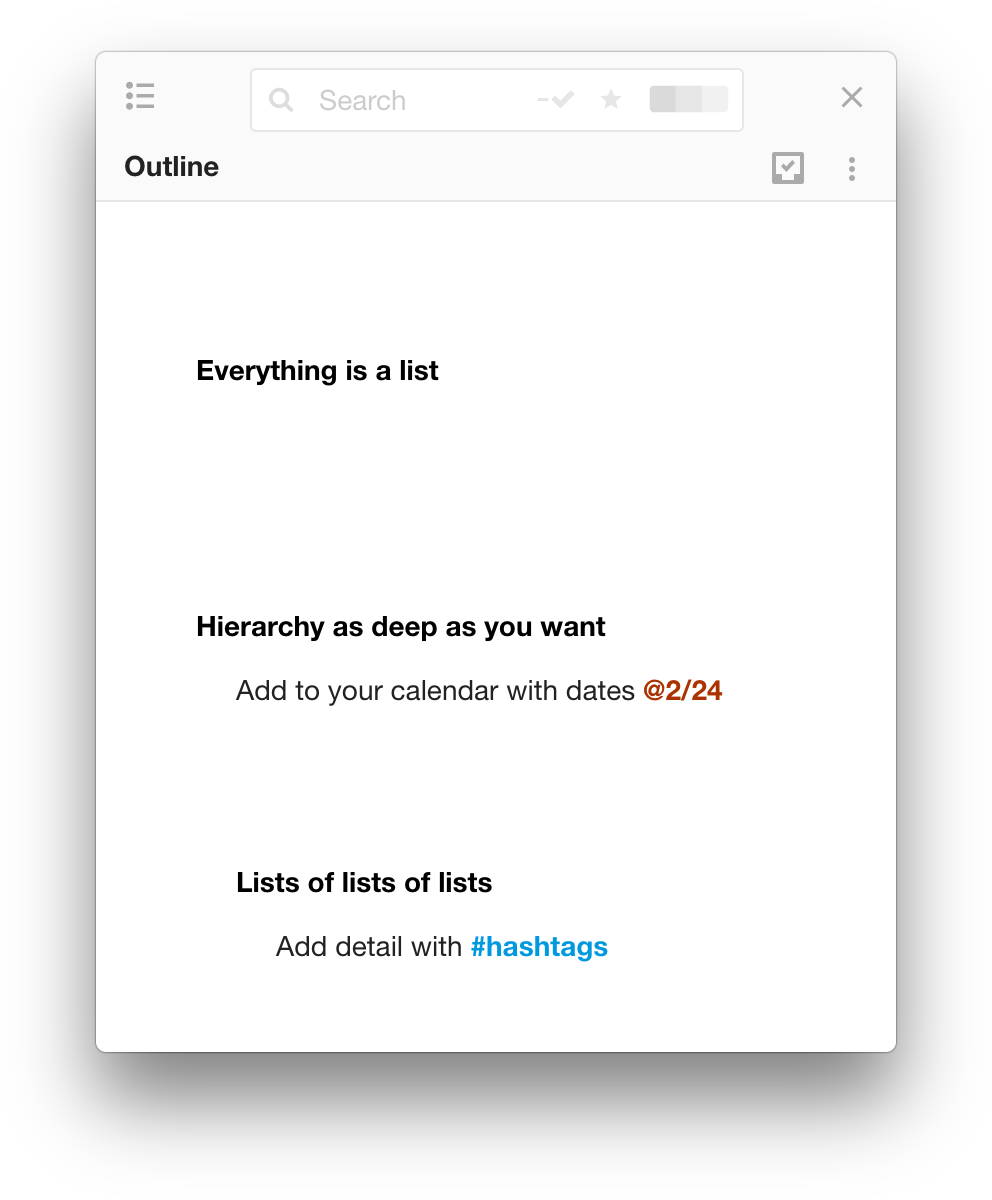 Search
Outline
Everything is a list
Hierarchy as deep as you want
Add to your calendar with dates @2/24
Lists of lists of lists
Add detail with #hashtags